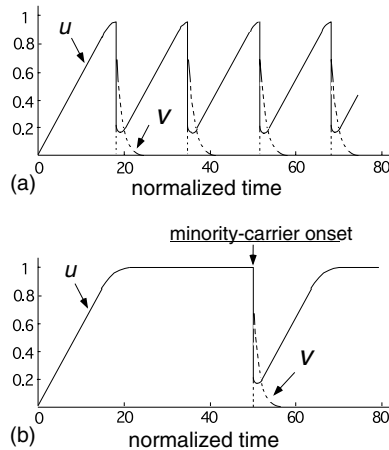 1
0.8
0.6
0.4
0.2
u
v
0 20 40 60 80
(a) normalized time
minority-carrier onset
1
0.8
0.6
0.4
0.2
u
v
0 20 40 60 80
(b) normalized time